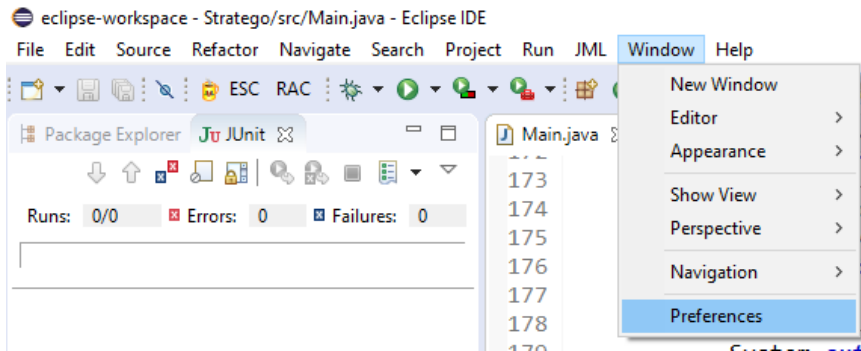 eclipse-workspace - Stratego/src/Main.java - Eclipse IDE
File Edit Source Refactor Navigate Search Project Run JML Window Help
ESC RAC
New Window
Editor
Appearance
Show View
Perspective
Navigation
Preferences
Package Explorer Ju JUnit
Runs: 0/0 Errors: 0 Failures: 0
J Main.java
173
174
175
176
177
178